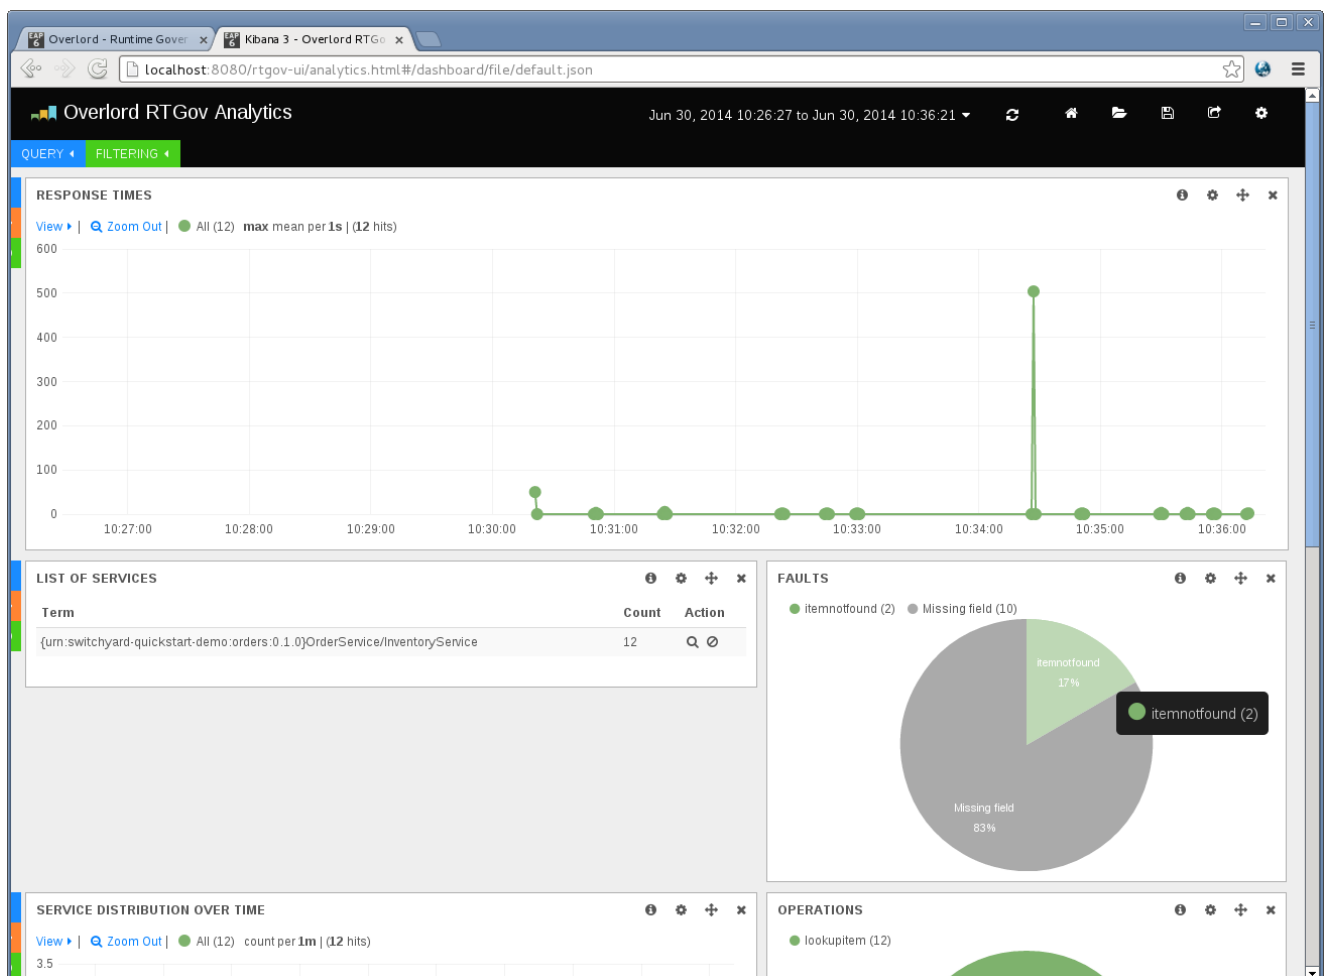 Overlord - Runtime Gover
Kibana 3 - Overlord RTGo
localhost:8080/rtgov-ui/analytics.html#/dashboard/file/default.json
Overlord RTGov Analytics
Jun 30, 2014 10:26:27 to Jun 30, 2014 10:36:21
QUERY
FILTERING
RESPONSE TIMES
View | Zoom Out | All (12) max mean per 1s | (12 hits)
600
500
400
300
200
100
0
10:27:00 10:28:00 10:29:00 10:30:00 10:31:00 10:32:00 10:33:00 10:34:00 10:35:00 10:36:00
LIST OF SERVICES
Term Count Action
{urn:switchyard-quickstart-demo:orders:0.1.0}OrderService/InventoryService 12
FAULTS
itemnotfound (2) Missing field (10)
itemnotfound
17%
itemnotfound (2)
Missing field
83%
SERVICE DISTRIBUTION OVER TIME
View | Zoom Out | All (12) count per 1m | (12 hits)
3.5
OPERATIONS
lookupitem (12)